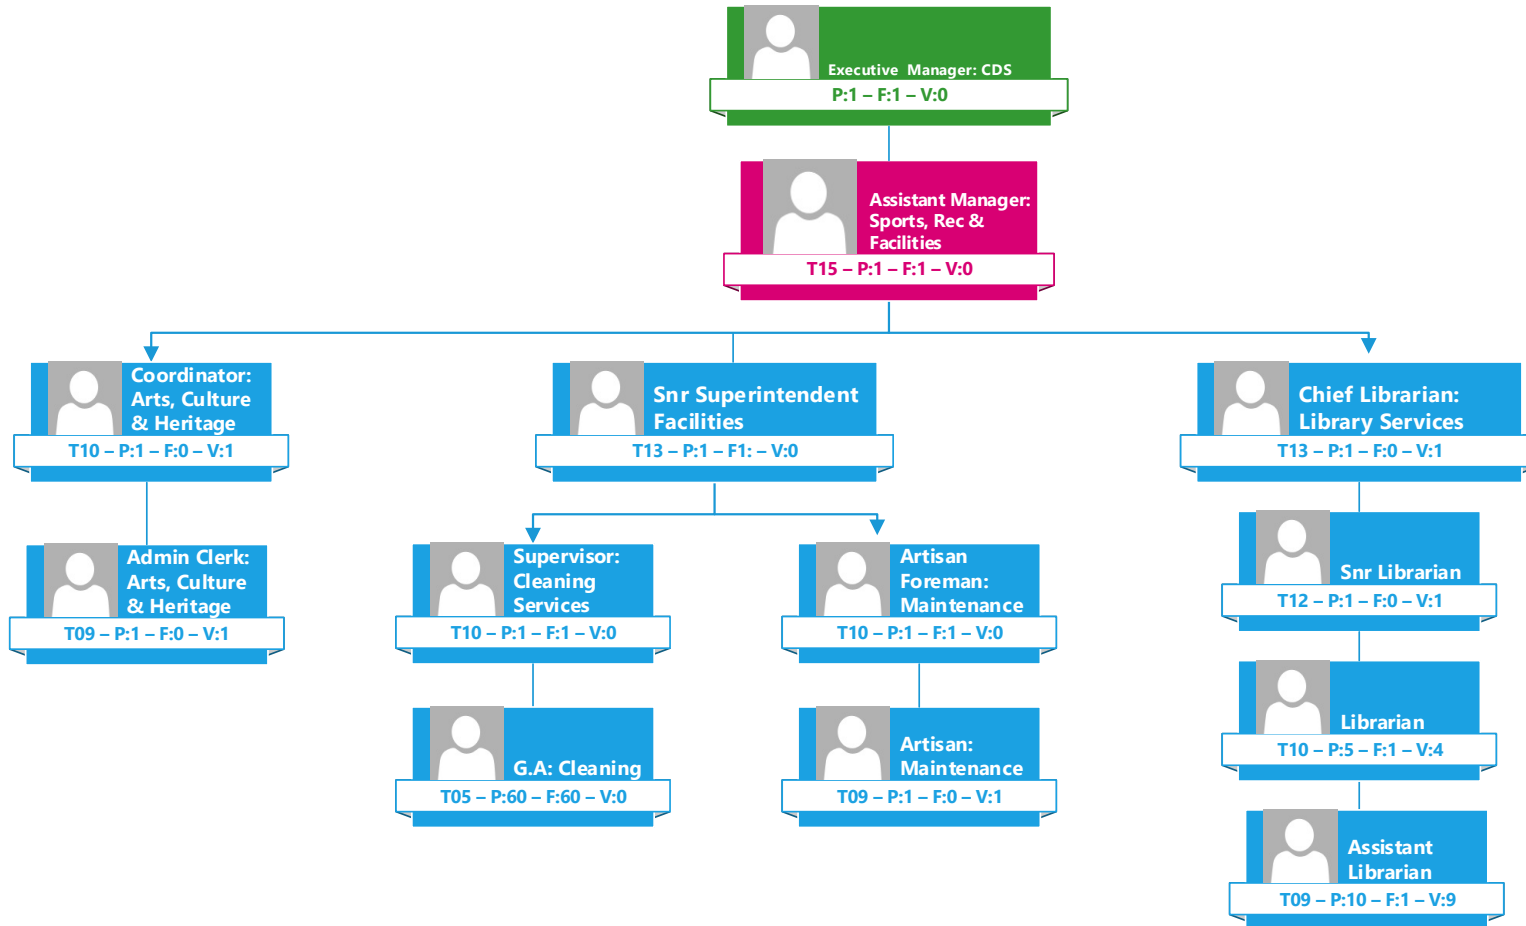 Executive Manager: CDS
P:1 – F:1 – V:0
Assistant Manager:
Sports, Rec &
Facilities
T15 – P:1 – F:1 – V:0
Coordinator:
Arts, Culture
& Heritage
T10 – P:1 – F:0 – V:1
Snr Superintendent
Facilities
T13 – P:1 – F1: – V:0
Chief Librarian:
Library Services
T13 – P:1 – F:0 – V:1
Admin Clerk:
Arts, Culture
& Heritage
T09 – P:1 – F:0 – V:1
Supervisor:
Cleaning
Services
T10 – P:1 – F:1 – V:0
Artisan
Foreman:
Maintenance
T10 – P:1 – F:1 – V:0
Snr Librarian
T12 – P:1 – F:0 – V:1
G.A: Cleaning
T05 – P:60 – F:60 – V:0
Artisan:
Maintenance
T09 – P:1 – F:0 – V:1
Librarian
T10 – P:5 – F:1 – V:4
Assistant
Librarian
T09 – P:10 – F:1 – V:9